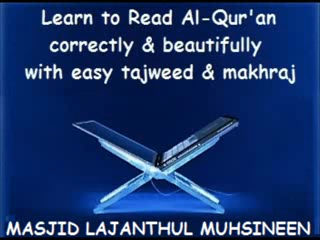 Learn to Read Al-Qur'an
correctly & beautifully
with easy tajweed & makhraj
MASJID LAJANTHUL MUHSINEEN